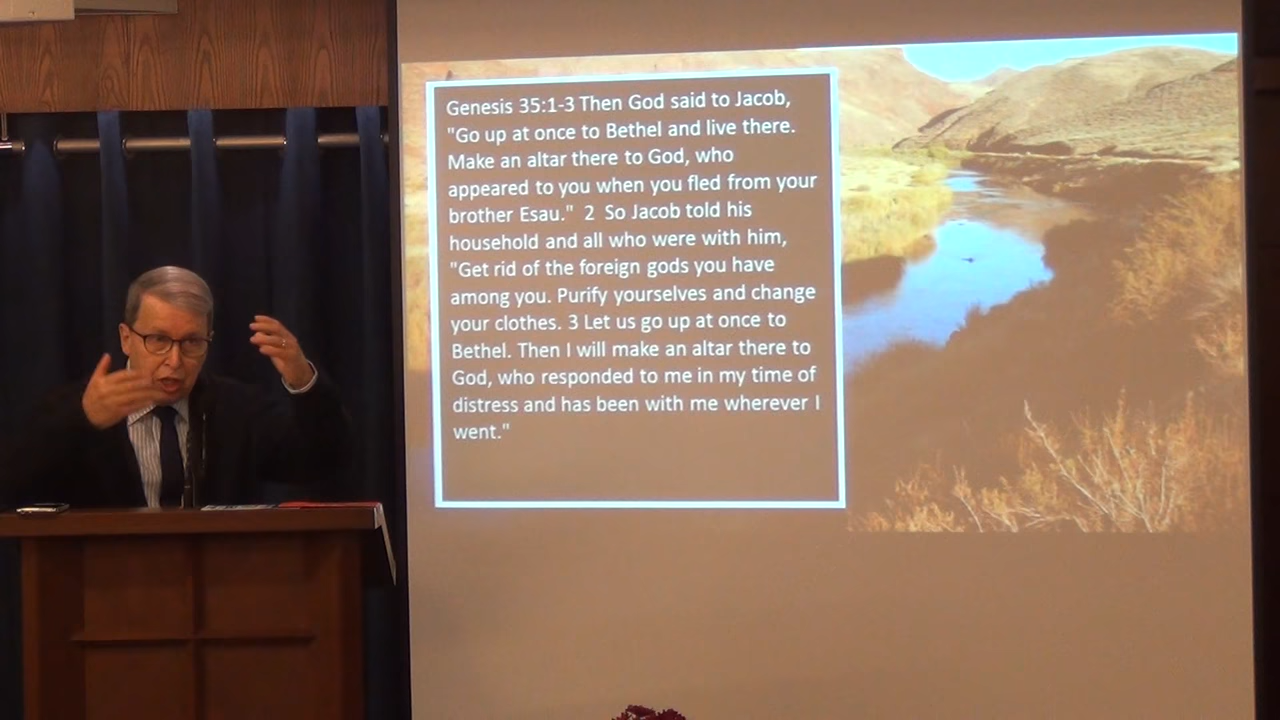 Genesis 35:1-3 Then God said to Jacob,
"Go up at once to Bethel and live there.
Make an altar there to God, who
appeared to you when you fled from your
brother Esau."  2  So Jacob told his
household and all who were with him,
"Get rid of the foreign gods you have
among you. Purify yourselves and change
your clothes. 3 Let us go up at once to
Bethel. Then I will make an altar there to
God, who responded to me in my time of
distress and has been with me wherever I
went."